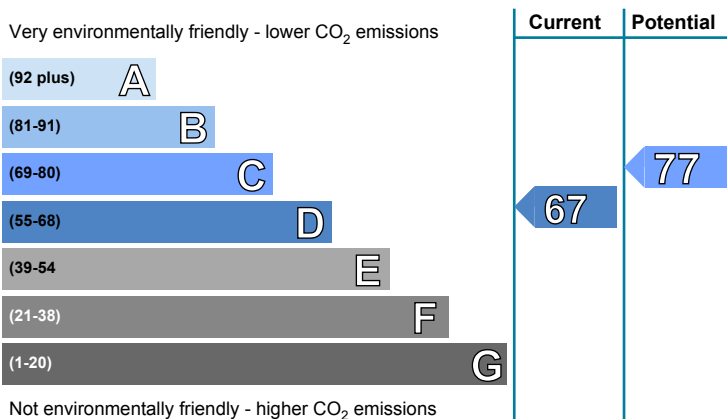 Current Potential
Very environmentally friendly - lower CO2 emissions
(92 plus) A
(81-91) B
(69-80) C
77
(55-68) D
67
(39-54 E
(21-38) F
(1-20) G
Not environmentally friendly - higher CO2 emissions